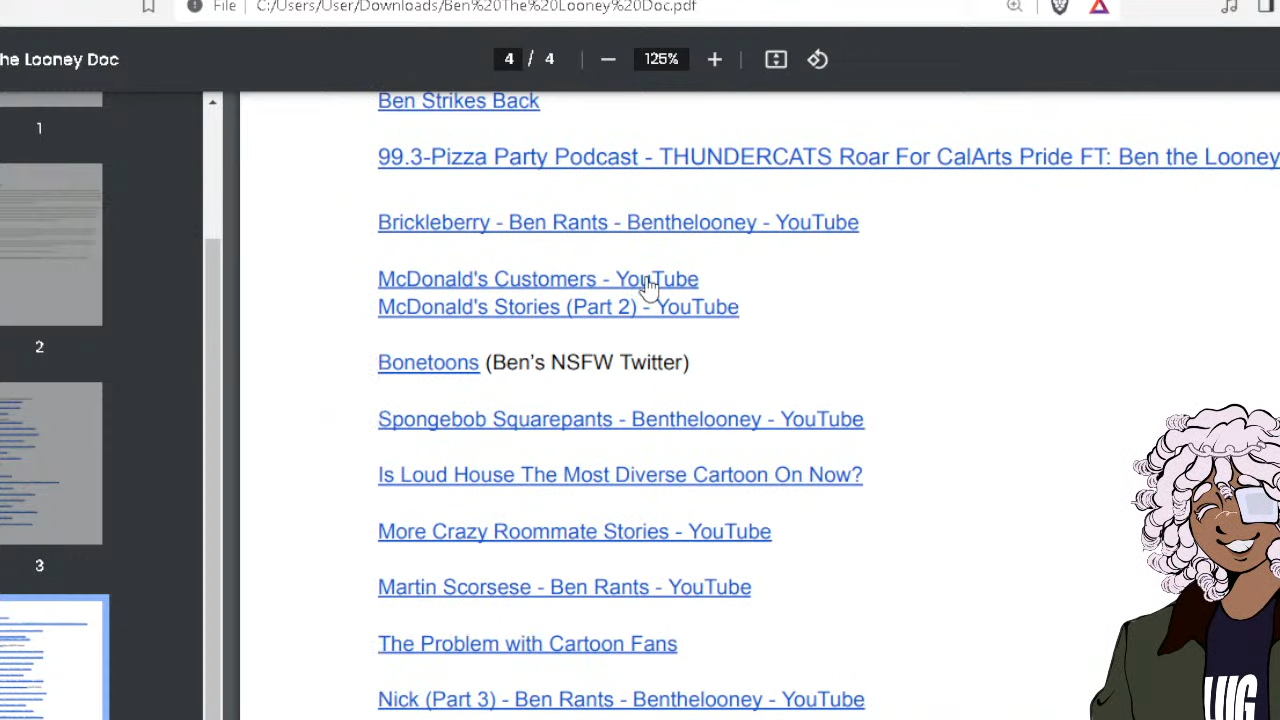 File C:/Users/User/Downloads/Ben%20The%20Looney%20Doc.pdf
he Looney Doc
4 / 4
125%
Ben Strikes Back
1
99.3-Pizza Party Podcast - THUNDERCATS Roar For CalArts Pride FT: Ben the Looney
Brickleberry - Ben Rants - Benthelooney - YouTube
McDonald's Customers - YouTube
McDonald's Stories (Part 2) - YouTube
2
Bonetoons (Ben's NSFW Twitter)
Spongebob Squarepants - Benthelooney - YouTube
Is Loud House The Most Diverse Cartoon On Now?
More Crazy Roommate Stories - YouTube
3
Martin Scorsese - Ben Rants - YouTube
The Problem with Cartoon Fans
Nick (Part 3) - Ben Rants - Benthelooney - YouTube